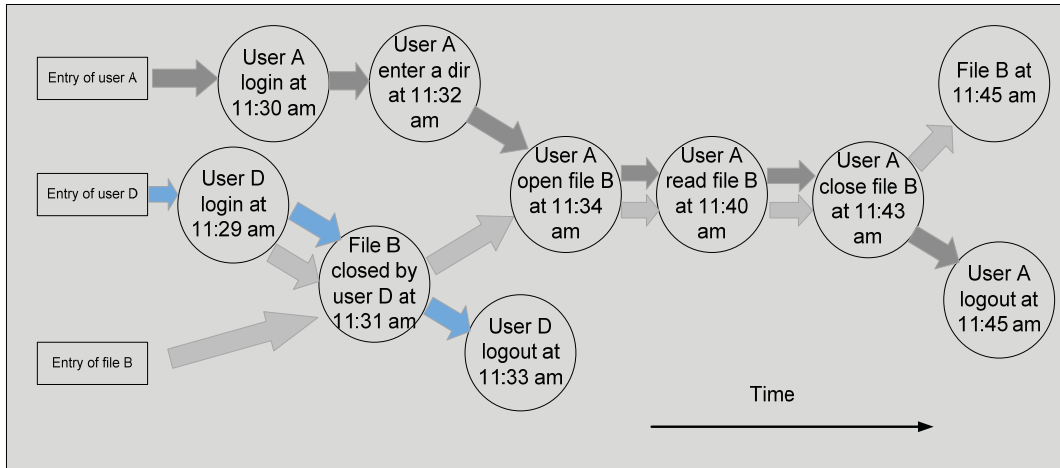 Entry of user A
User A
login at
11:30 am
User A
enter a dir
at 11:32
am
File B at
11:45 am
Entry of user D
User D
login at
11:29 am
User A
open file B
at 11:34
am
User A
read file B
at 11:40
am
User A
close file B
at 11:43
am
File B
closed by
user D at
11:31 am
User A
logout at
11:45 am
Entry of file B
User D
logout at
11:33 am
Time